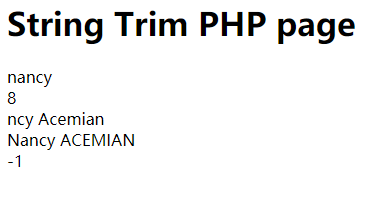 String Trim PHP page
nancy
8
ncy Acemian
Nancy ACEMIAN
-1